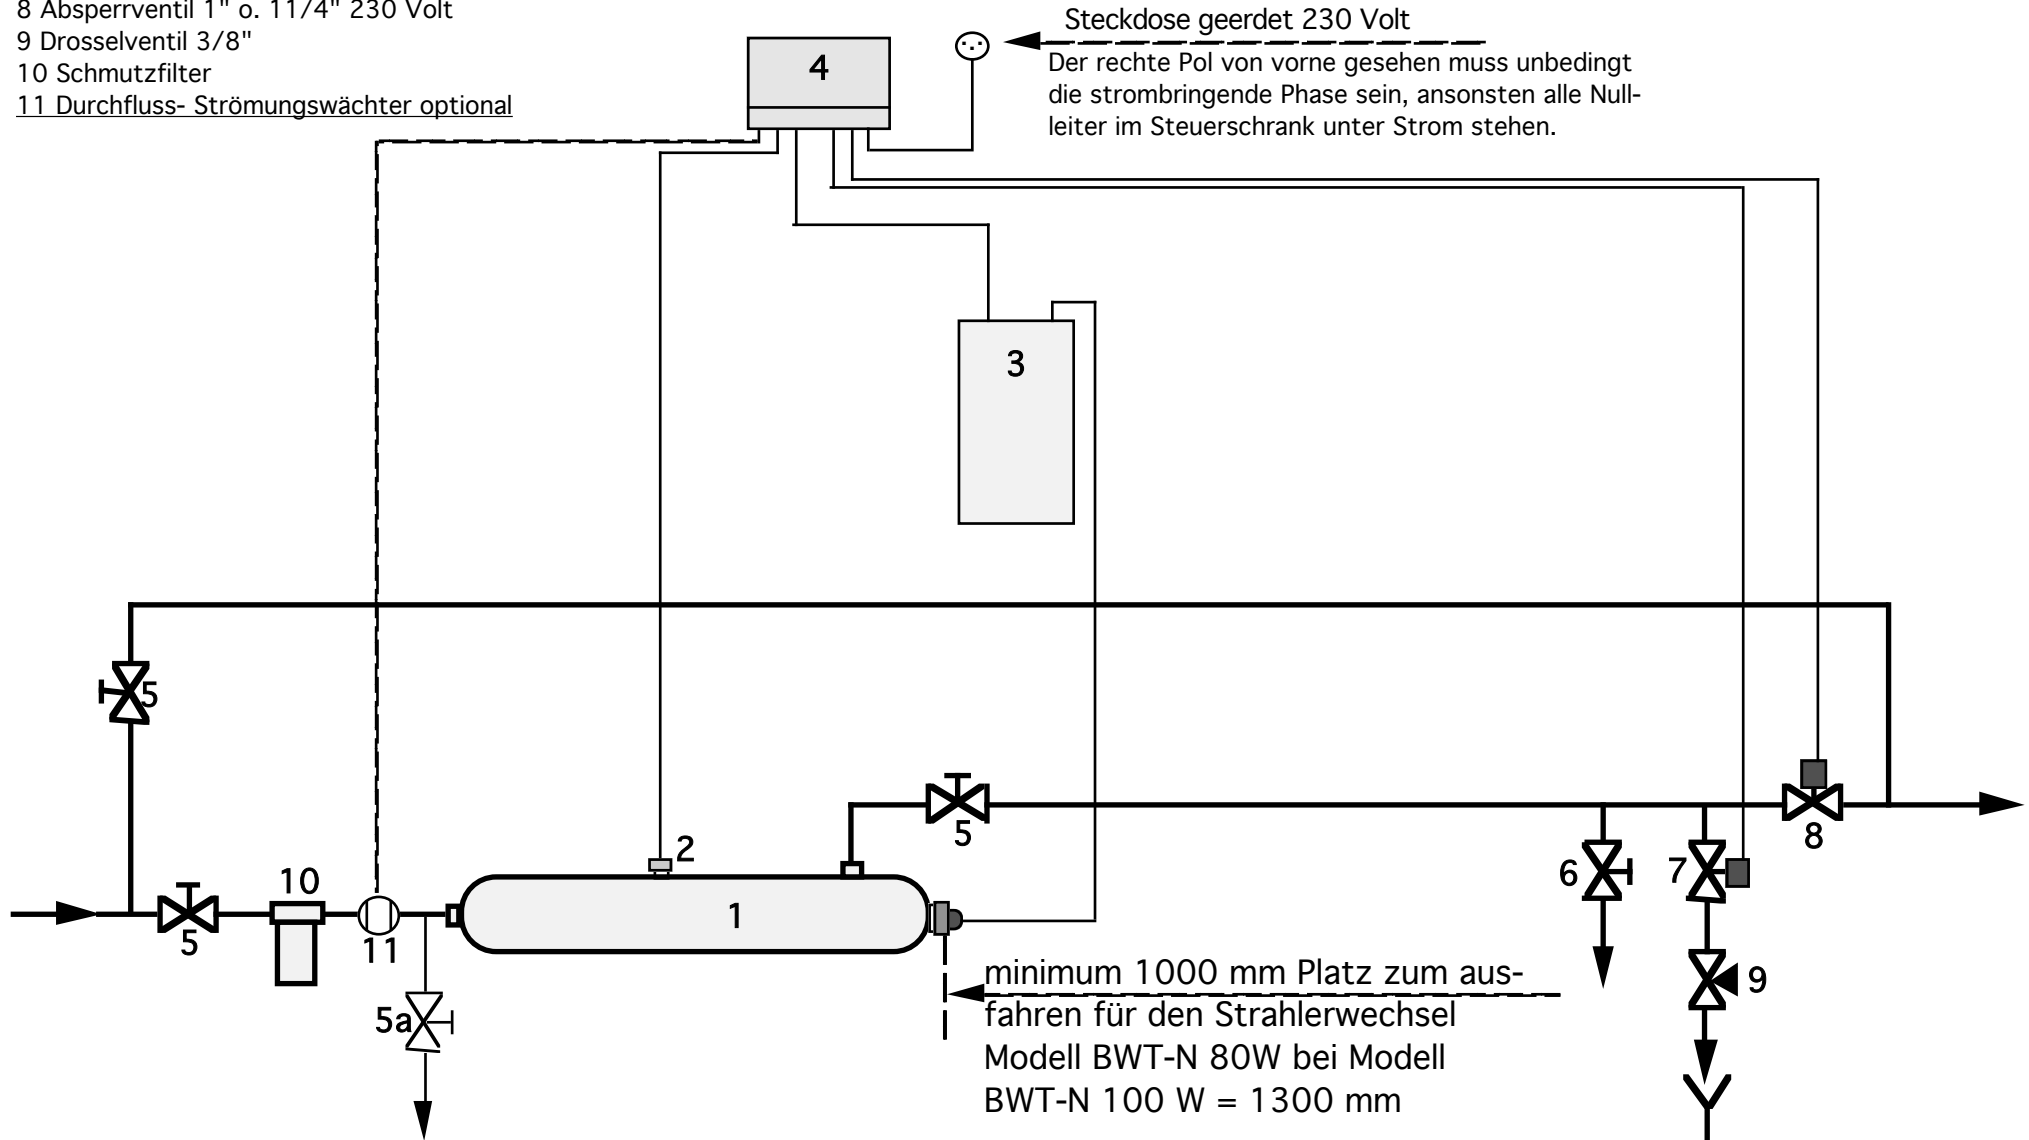 8 Absperrventil 1" o. 11/4" 230 Volt
9 Drosselventil 3/8"
10 Schmutzfilter
11 Durchfluss- Strömungswächter optional
4
Steckdose geerdet 230 Volt
Der rechte Pol von vorne gesehen muss unbedingt
die strombringende Phase sein, ansonsten alle Null-
leiter im Steuerschrank unter Strom stehen.
3
5
5
8
2
6
7
10
1
5
11
9
5a
minimum 1000 mm Platz zum aus-
fahren für den Strahlerwechsel
Modell BWT-N 80W bei Modell
BWT-N 100 W = 1300 mm